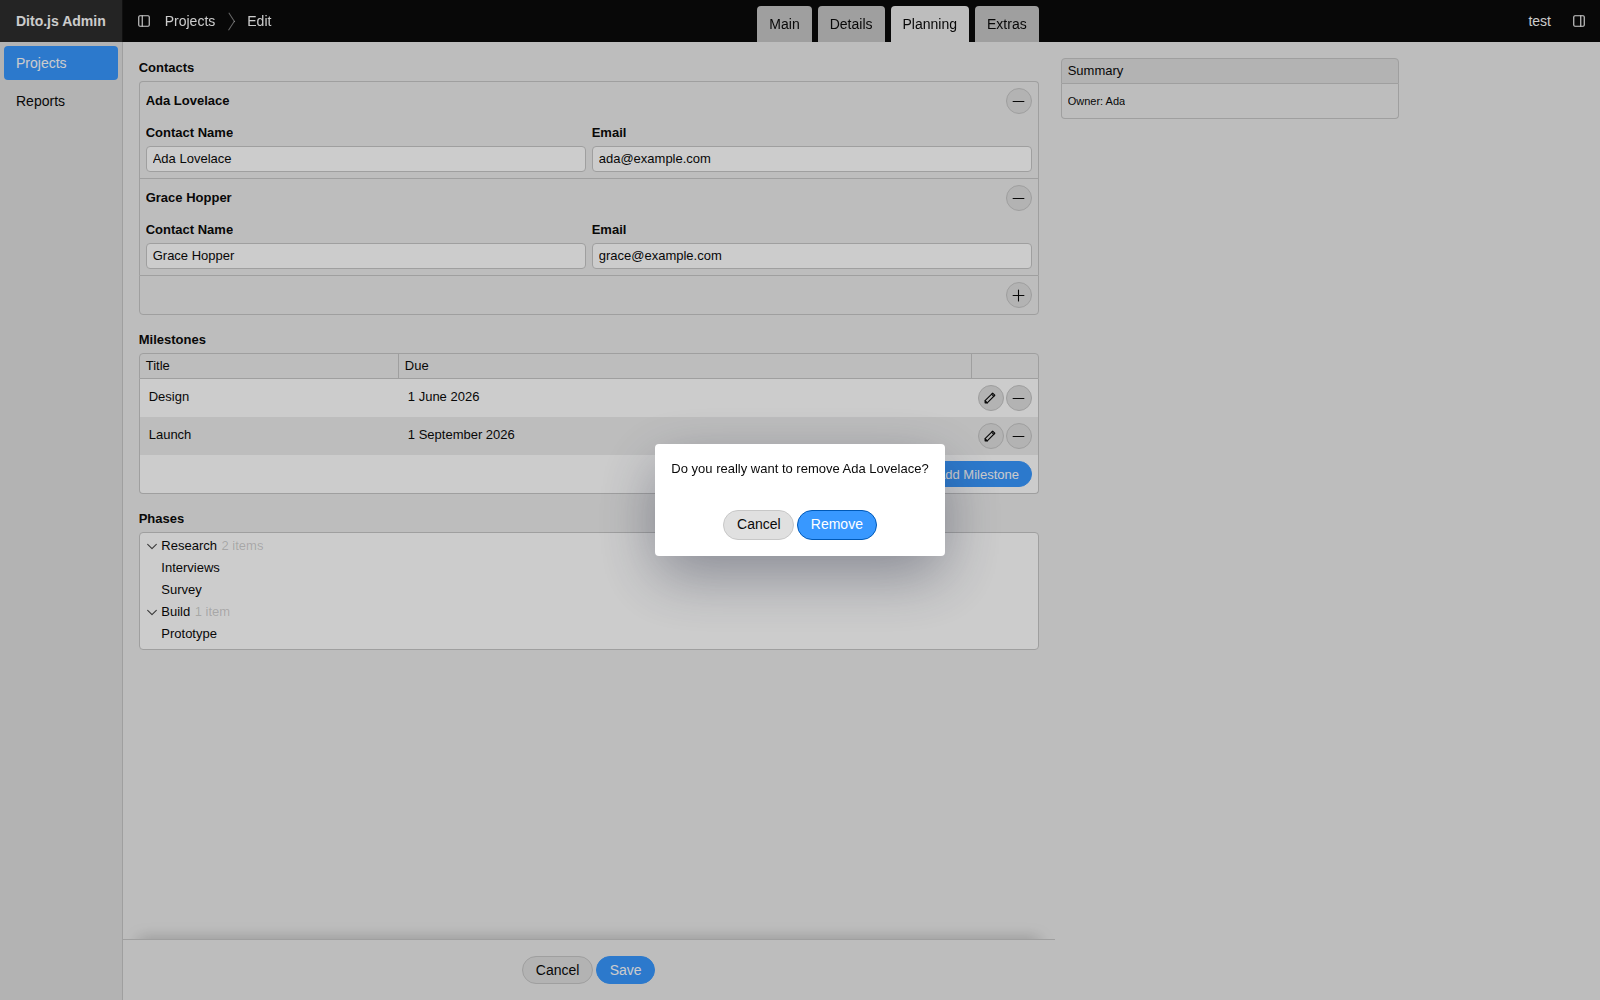 Dito.js Admin
Projects
Edit
Main
Details
Planning
Extras
test
Projects
Reports
Contacts
Ada Lovelace
Contact Name
Email
Ada Lovelace
ada@example.com
Grace Hopper
Contact Name
Email
Grace Hopper
grace@example.com
Milestones
Title
Due
Design
1 June 2026
Launch
1 September 2026
Milestone
Phases
Research 2 items
Interviews
Survey
Build 1 item
Prototype
Summary
Owner: Ada
Do you really want to remove Ada Lovelace?
Cancel
Remove
Cancel
Save